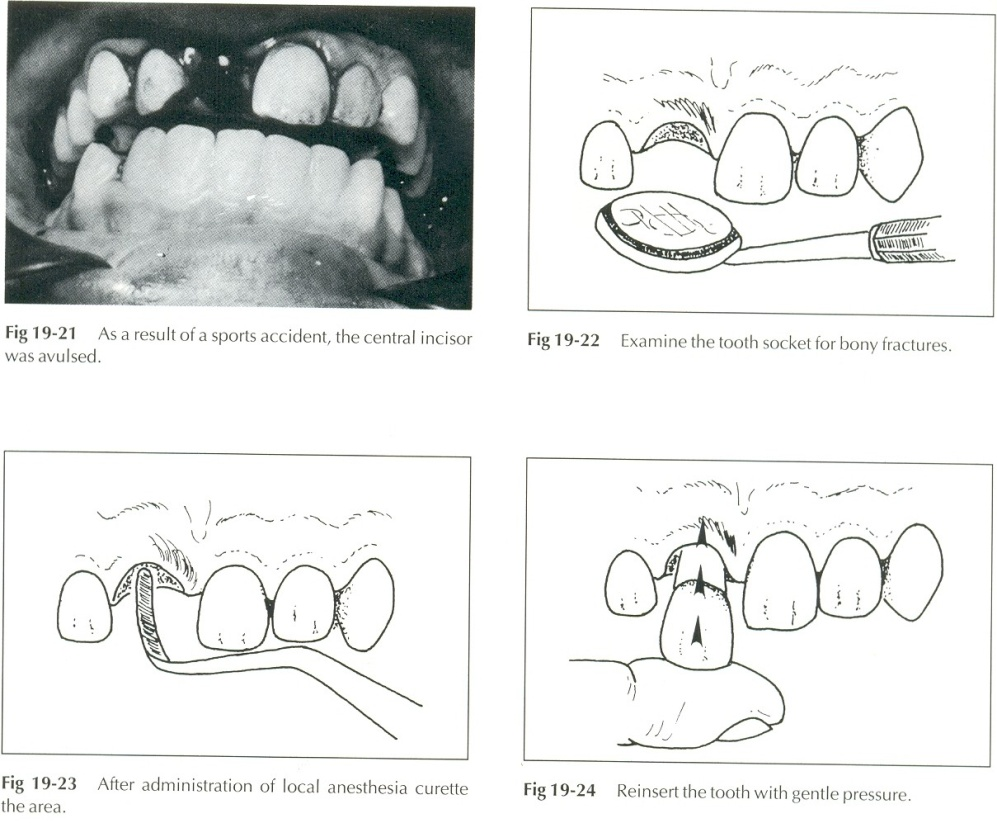 Fig 19-21 As a result of a sports accident, the central incisor
was avulsed.
Fig 19-22 Examine the tooth socket for bony fractures.
Fig 19-23 After administration of local anesthesia curette
the area.
Fig 19-24 Reinsert the tooth with gentle pressure.